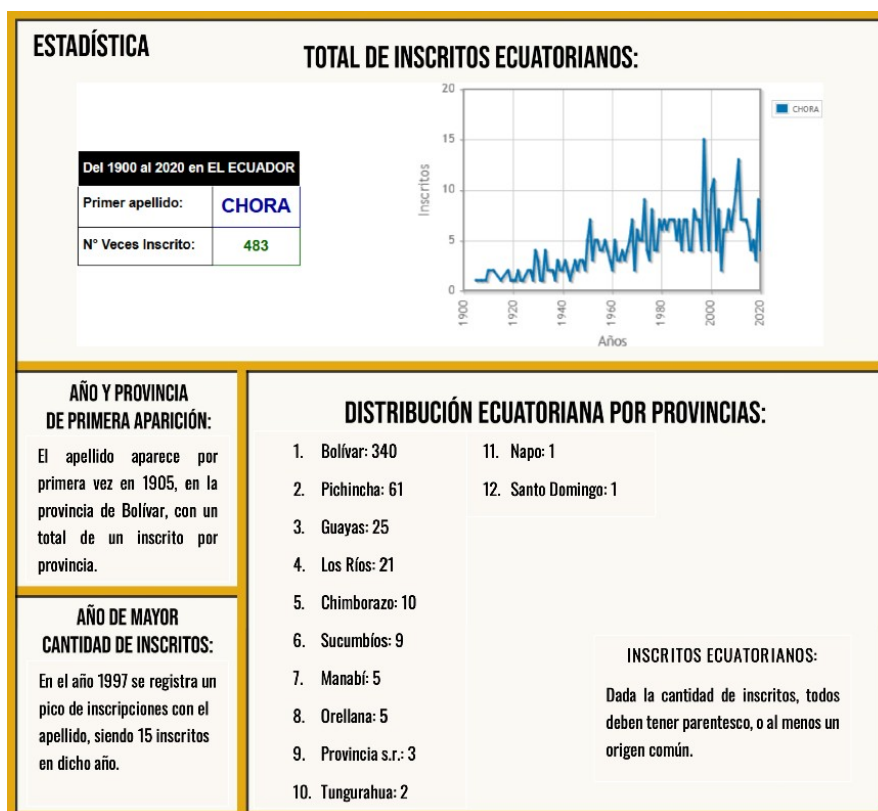 ESTADÍSTICA
TOTAL DE INSCRITOS ECUATORIANOS:
Del 1900 al 2020 en EL ECUADOR
Primer apellido: CHORA
N° Veces Inscrito: 483
20
15
10
5
0
Inscritos
CHORA
1900 1920 1940 1960 1980 2000 2020
Años
AÑO Y PROVINCIA
DE PRIMERA APARICIÓN:
El apellido aparece por
primera vez en 1905, en la
provincia de Bolívar, con un
total de un inscrito por
provincia.
AÑO DE MAYOR
CANTIDAD DE INSCRITOS:
En el año 1997 se registra un
pico de inscripciones con el
apellido, siendo 15 inscritos
en dicho año.
DISTRIBUCIÓN ECUATORIANA POR PROVINCIAS:
1. Bolívar: 340
2. Pichincha: 61
3. Guayas: 25
4. Los Ríos: 21
5. Chimborazo: 10
6. Sucumbíos: 9
7. Manabí: 5
8. Orellana: 5
9. Provincia s.r.: 3
10. Tungurahua: 2
11. Napo: 1
12. Santo Domingo: 1
INSCRITOS ECUATORIANOS:
Dada la cantidad de inscritos, todos
deben tener parentesco, o al menos un
origen común.